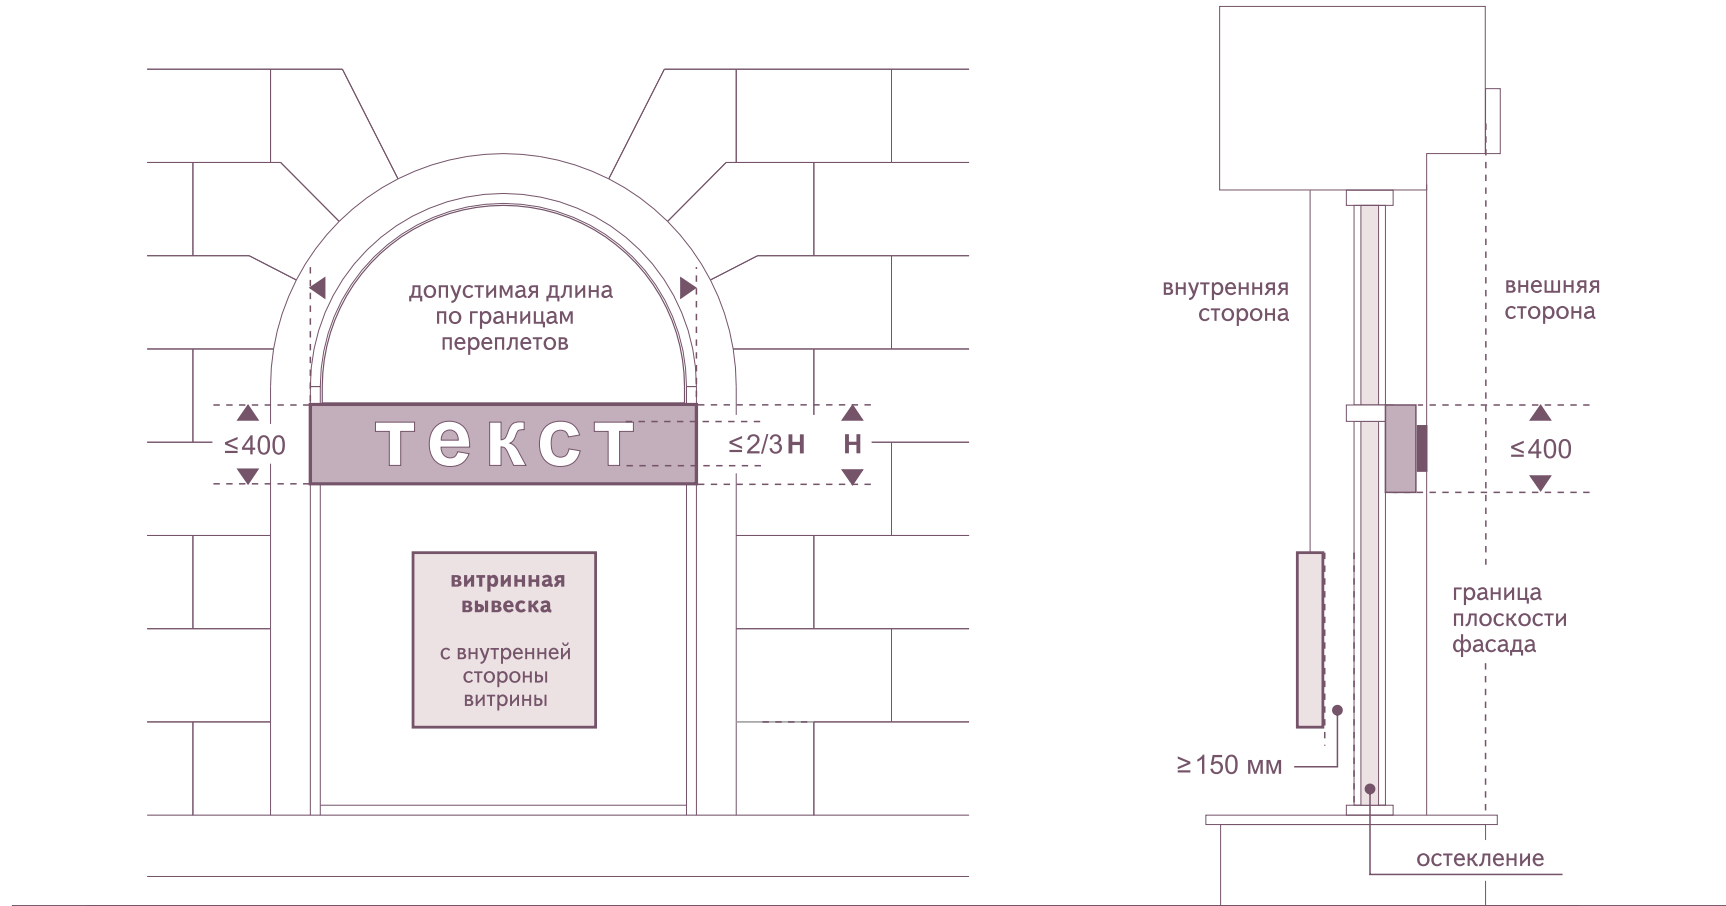 допустимая длина
по границам
переплетов
≤400
текст
≤2/3H
H
витринная
вывеска
с внутренней
стороны
витрины
внутренняя
сторона
внешняя
сторона
≤400
граница
плоскости
фасада
≥150 мм
остекление